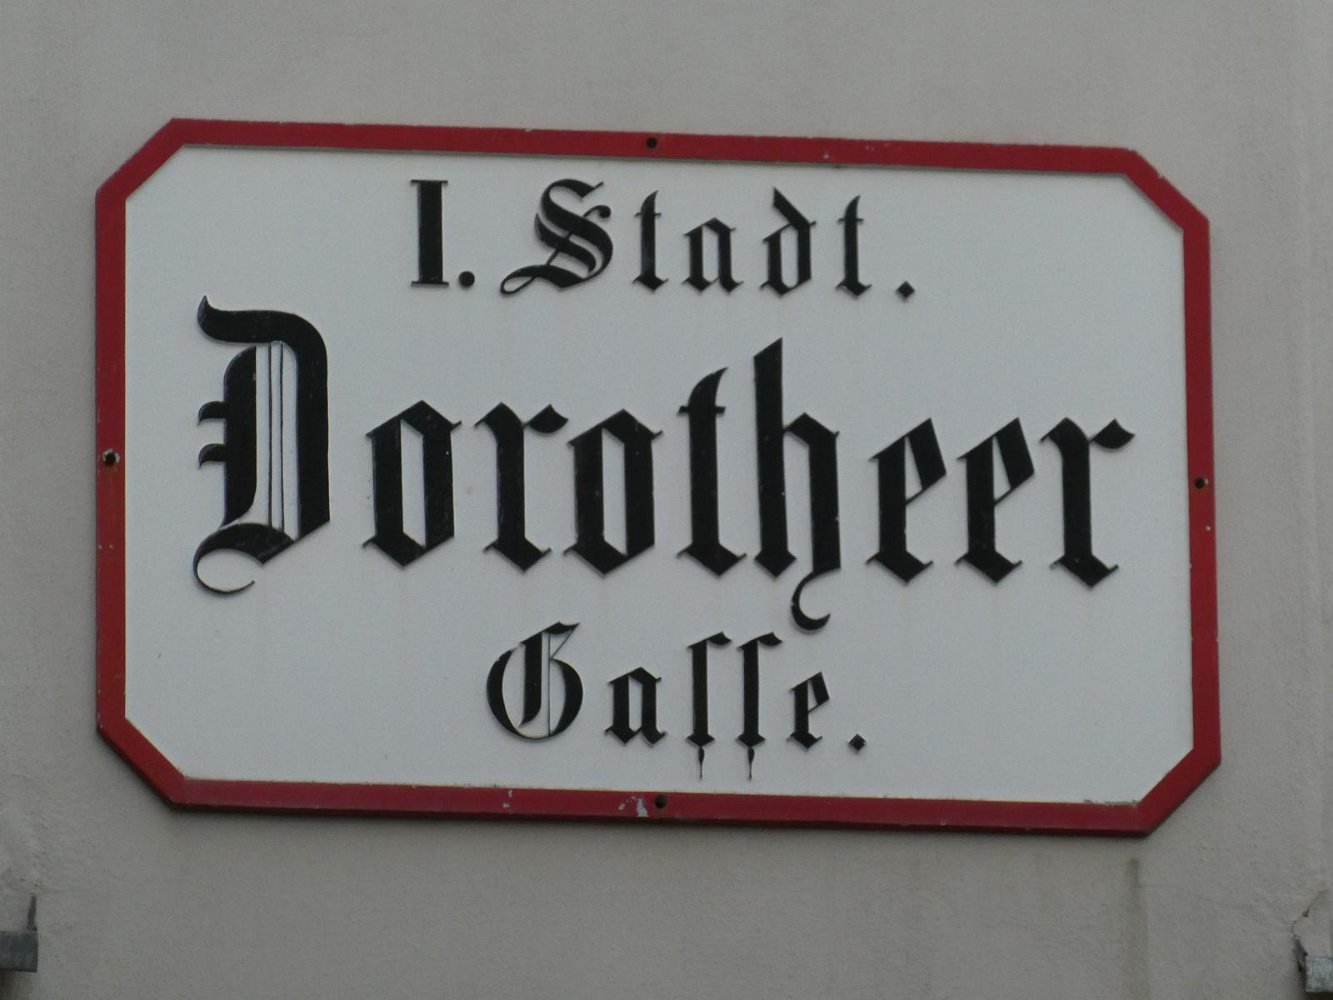 I. Stadt.
Dorotheer
Gaſſe.